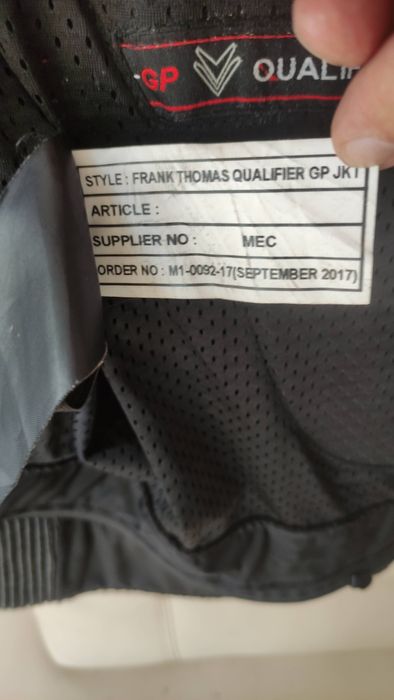 GP QUALIF
STYLE : FRANK THOMAS QUALIFIER GP JKT
ARTICLE :
SUPPLIER NO : MEC
ORDER NO : M1-0092-17(SEPTEMBER 2017)